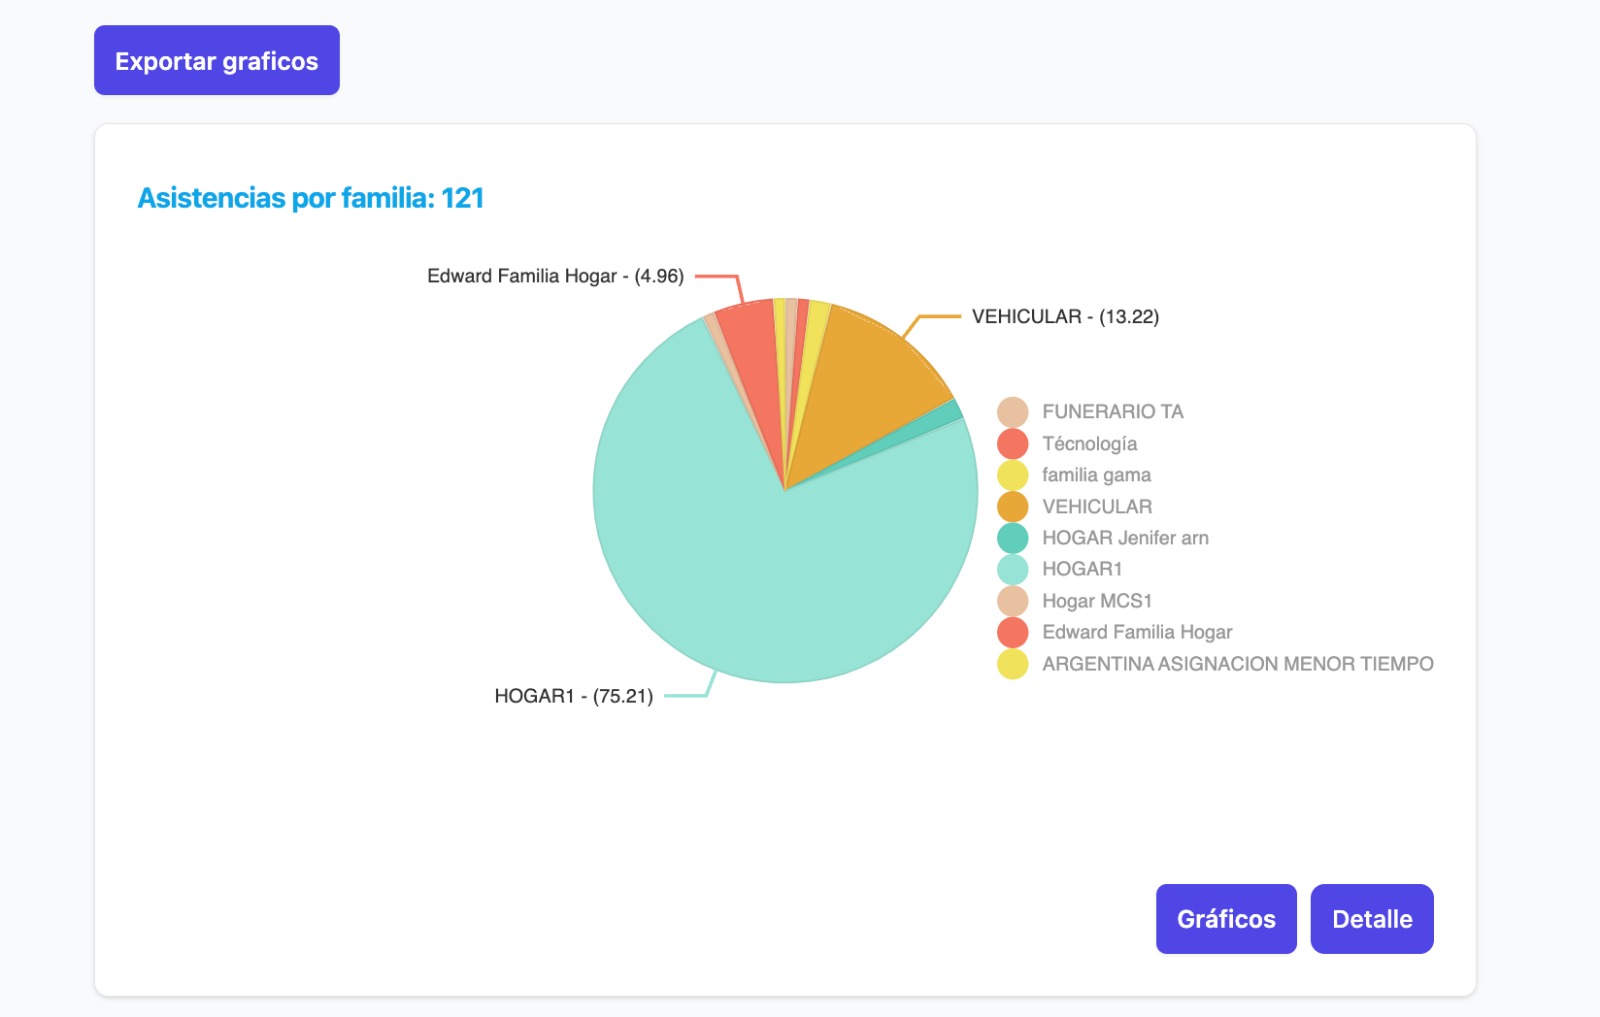 Exportar graficos
Asistencias por familia: 121
Edward Familia Hogar - (4.96)
VEHICULAR - (13.22)
FUNERARIO TA
Técnología
familia gama
VEHICULAR
HOGAR Jenifer arn
HOGAR1
Hogar MCS1
Edward Familia Hogar
ARGENTINA ASIGNACION MENOR TIEMPO
HOGAR1 - (75.21)
Gráficos
Detalle